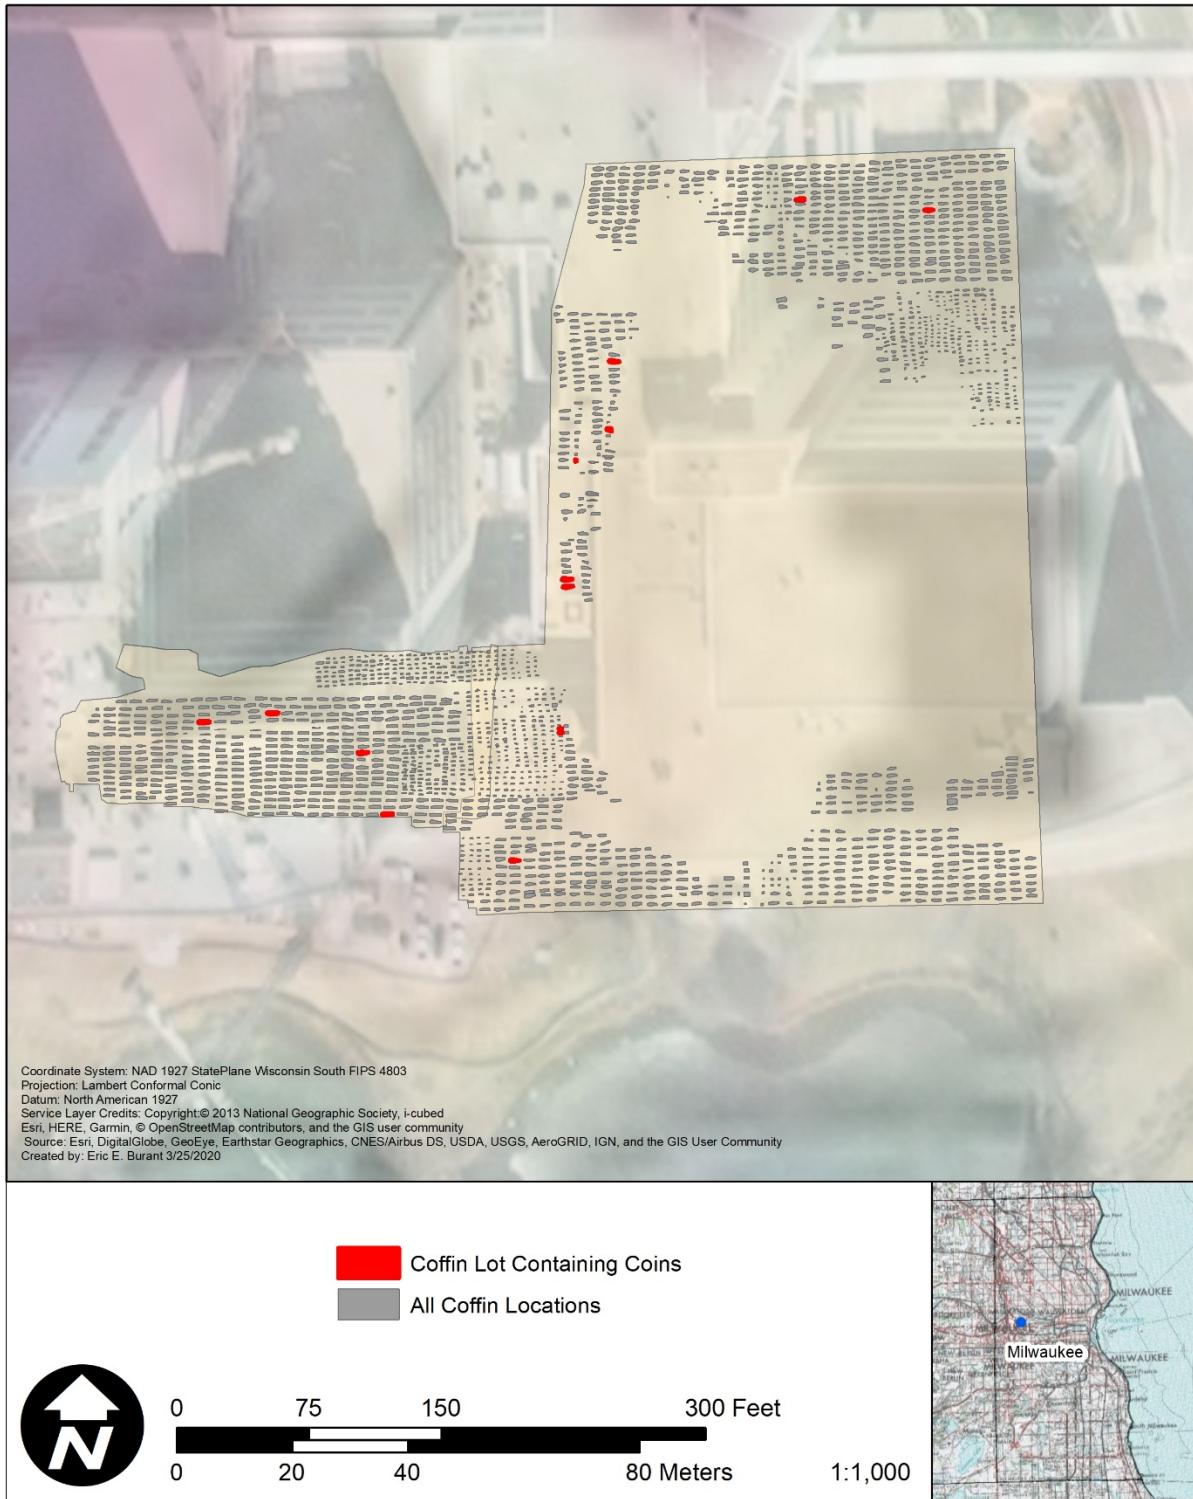 Coordinate System: NAD 1927 StatePlane Wisconsin South FIPS 4803
Projection: Lambert Conformal Conic
Datum: North American 1927
Service Layer Credits: Copyright:© 2013 National Geographic Society, i-cubed
Esri, HERE, Garmin, © OpenStreetMap contributors, and the GIS user community
Source: Esri, DigitalGlobe, GeoEye, Earthstar Geographics, CNES/Airbus DS, USDA, USGS, AeroGRID, IGN, and the GIS User Community
Created by: Eric E. Burant 3/25/2020
Coffin Lot Containing Coins
All Coffin Locations
N
0 75 150 300 Feet
0 20 40 80 Meters
1:1,000
MILWAUKEE
Milwaukee
MILWAUKEE